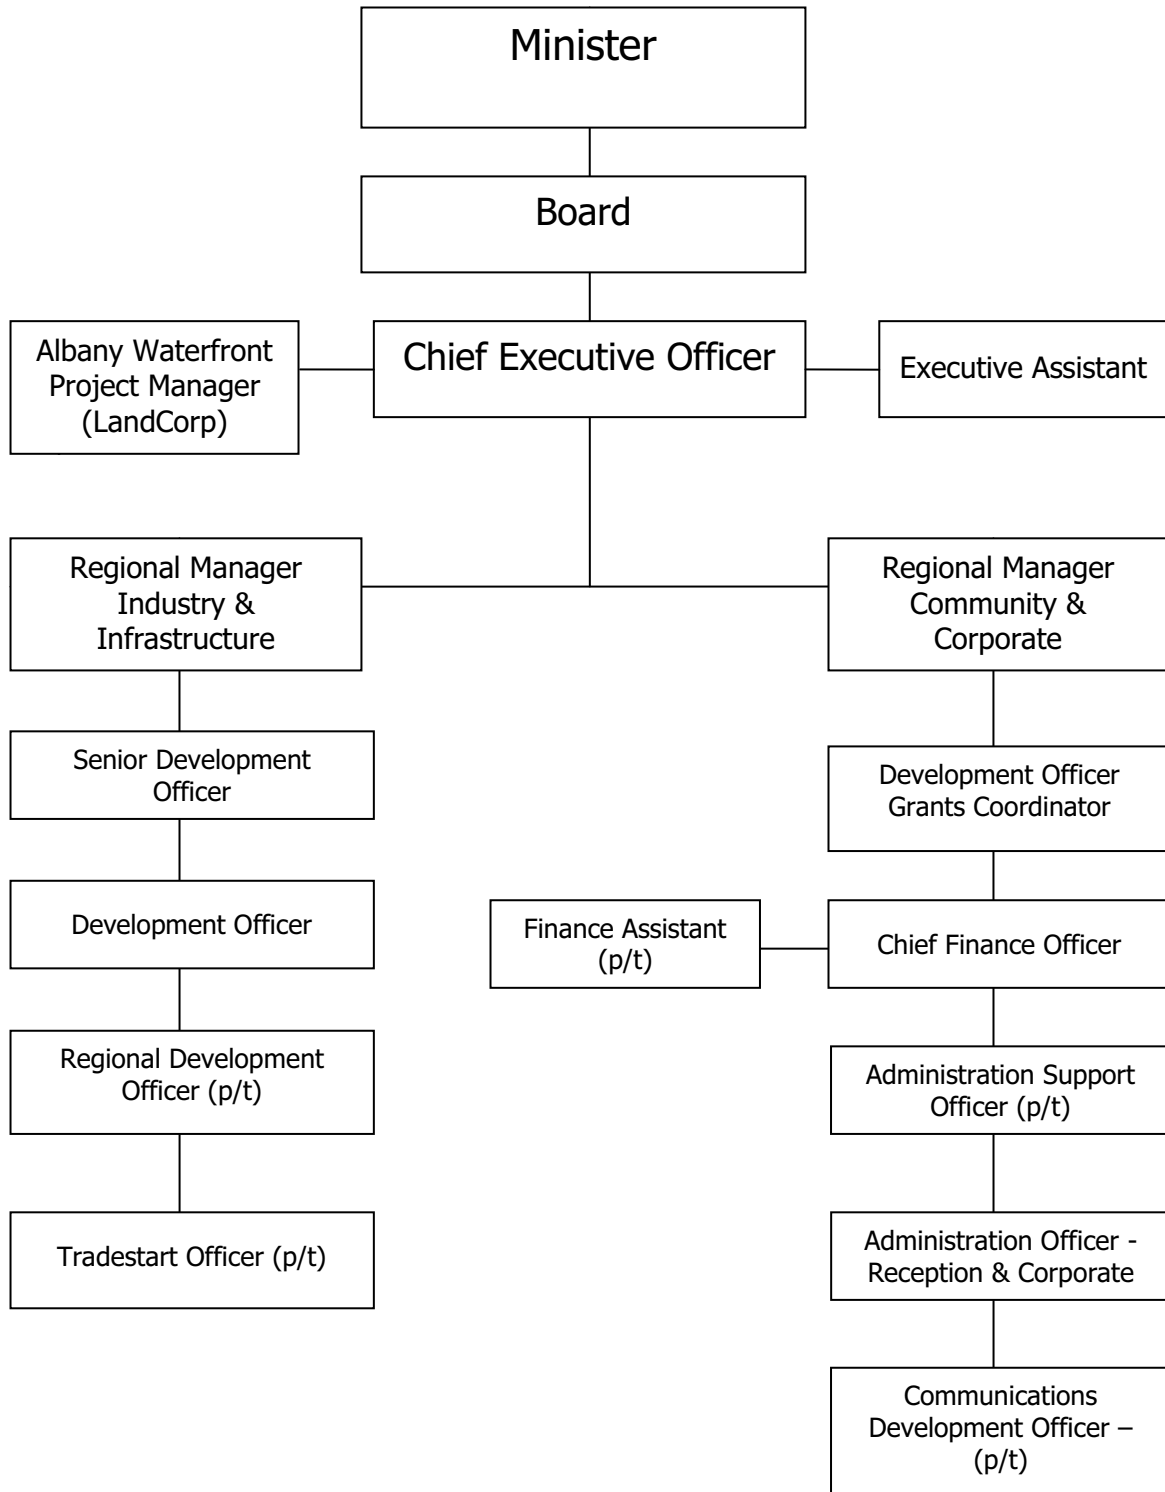 Minister
Board
Albany Waterfront
Project Manager
(LandCorp)
Chief Executive Officer
Executive Assistant
Regional Manager
Industry &
Infrastructure
Regional Manager
Community &
Corporate
Senior Development
Officer
Development Officer
Grants Coordinator
Development Officer
Finance Assistant
(p/t)
Chief Finance Officer
Regional Development
Officer (p/t)
Administration Support
Officer (p/t)
Tradestart Officer (p/t)
Administration Officer -
Reception & Corporate
Communications
Development Officer –
(p/t)